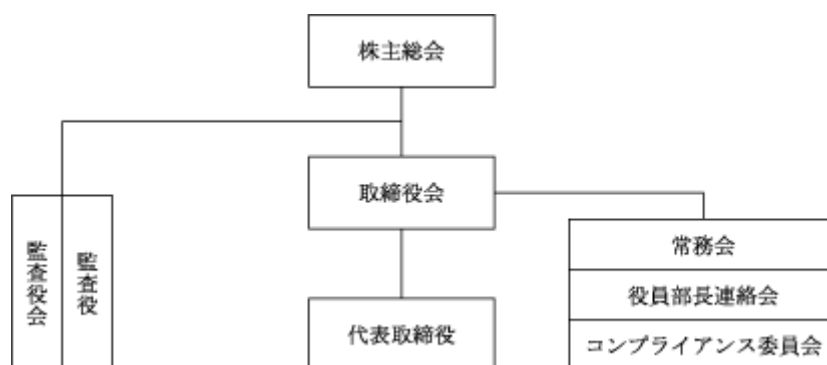 株主総会
取締役会
監査役会
監査役
常務会
役員部長連絡会
代表取締役
コンプライアンス委員会